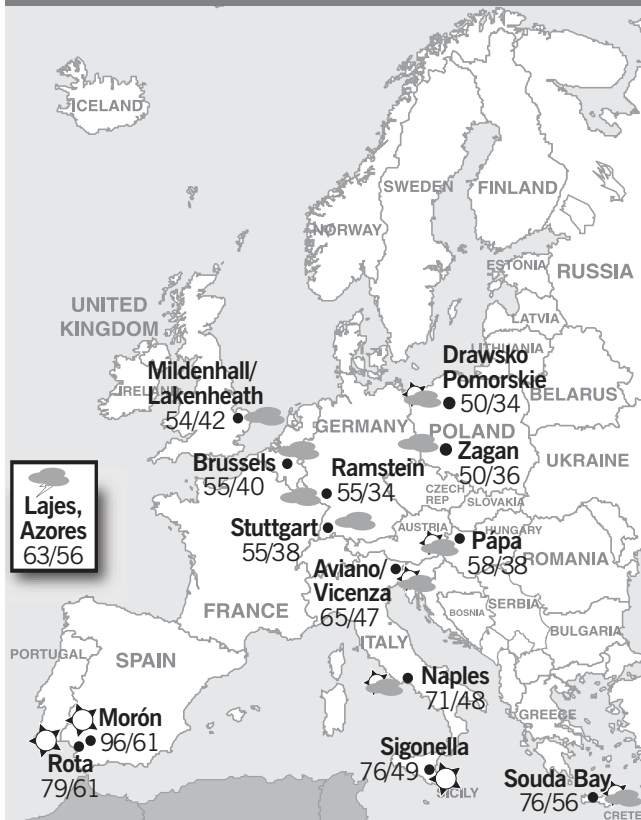 ICELAND
SWEDEN
FINLAND
NORWAY
ESTONIA
RUSSIA
LATVIA
LITHUANIA
UNITED
KINGDOM
IRELAND
Mildenhall/
Lakenheath
54/42
Drawsko
Pomorskie
50/34
BELARUS
GERMANY
POLAND
Zagan
50/36
UKRAINE
Brussels
55/40
Ramstein
55/34
CZECH
REP
SLOVAKIA
Lajes,
Azores
63/56
Stuttgart
55/38
AUSTRIA
HUNGARY
Pápa
58/38
ROMANIA
Aviano/
Vicenza
65/47
FRANCE
BOSNIA
SERBIA
BULGARIA
ITALY
PORTUGAL
SPAIN
Naples
71/48
GREECE
Morón
96/61
Rota
79/61
Sigonella
76/49
SICILY
Souda Bay
76/56
CRETE